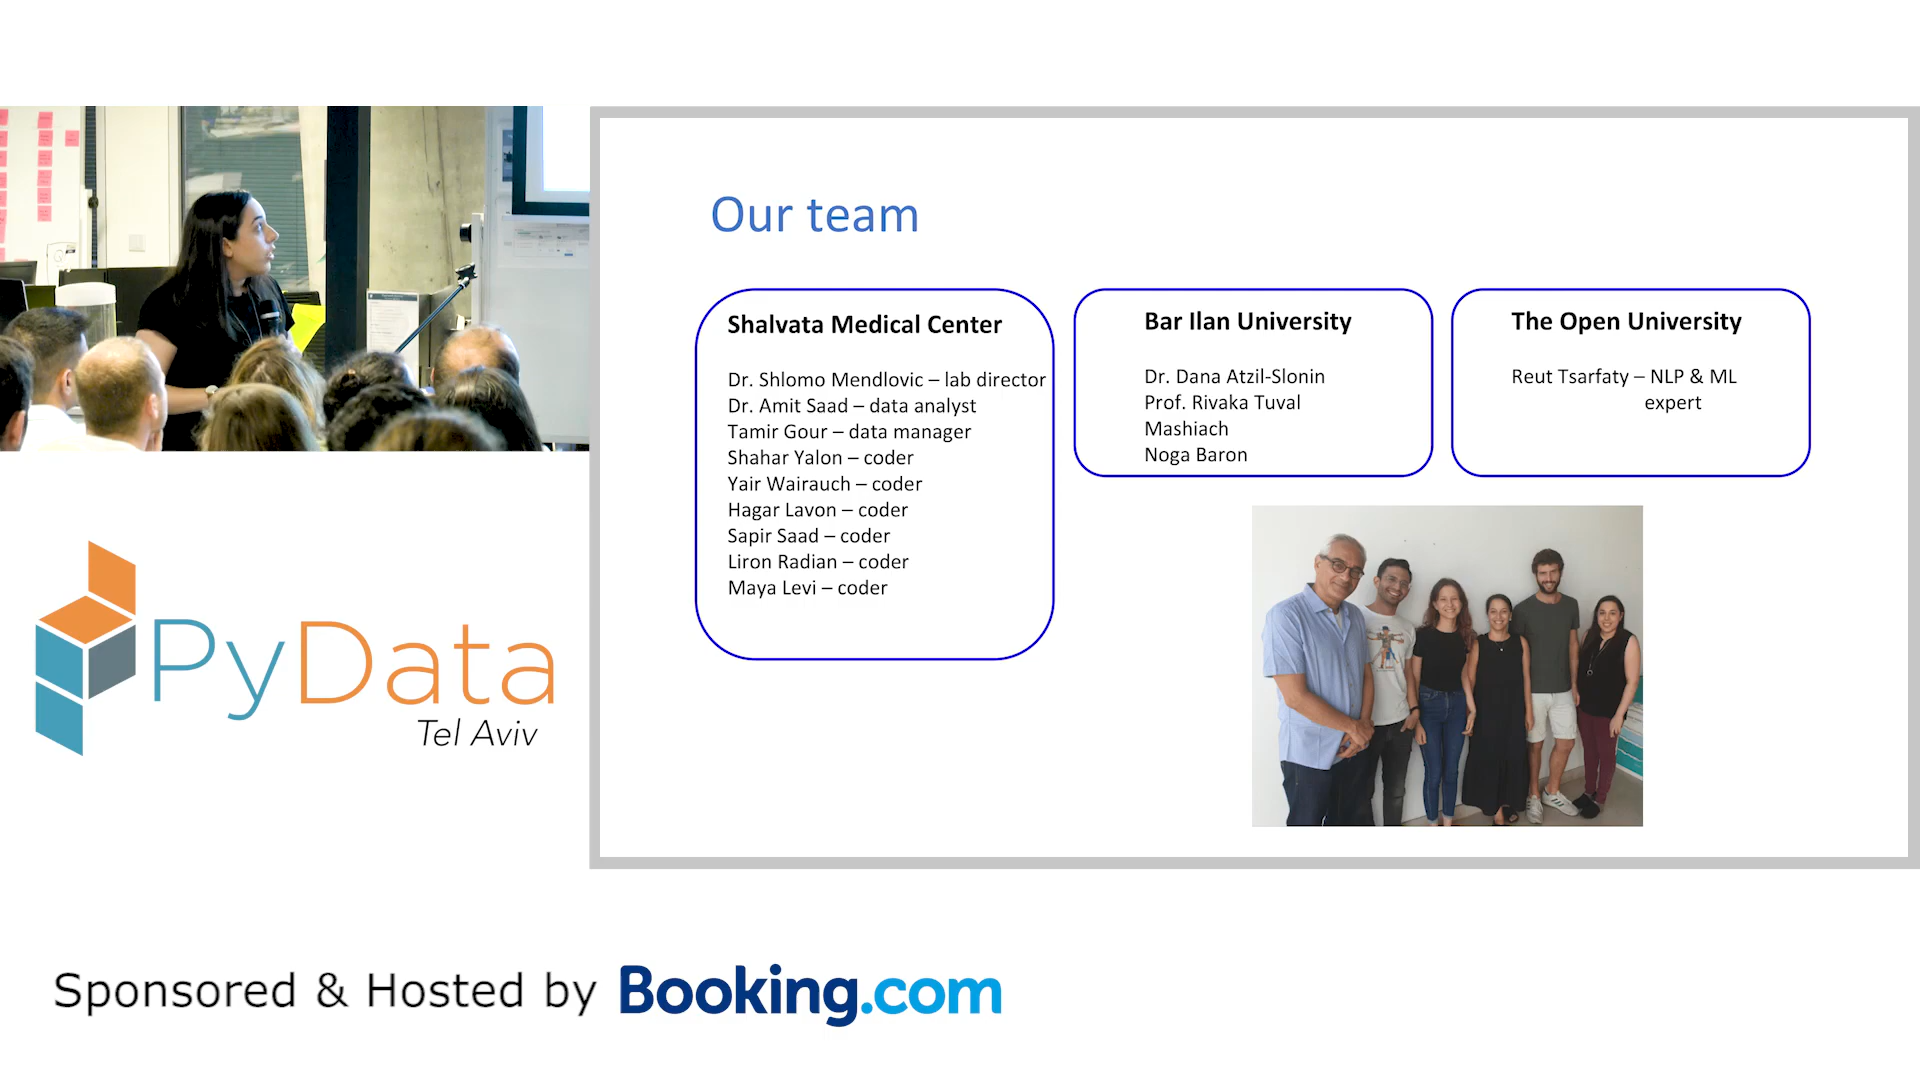 Our team
Shalvata Medical Center
Dr. Shlomo Mendlovic – lab director
Dr. Amit Saad – data analyst
Tamir Gour – data manager
Shahar Yalon – coder
Yair Wairauch – coder
Hagar Lavon – coder
Sapir Saad – coder
Liron Radian – coder
Maya Levi – coder
Bar Ilan University
Dr. Dana Atzil-Slonin
Prof. Rivaka Tuval
Mashiach
Noga Baron
The Open University
Reut Tsarfaty – NLP & ML
expert
PyData
Tel Aviv
Sponsored & Hosted by Booking.com